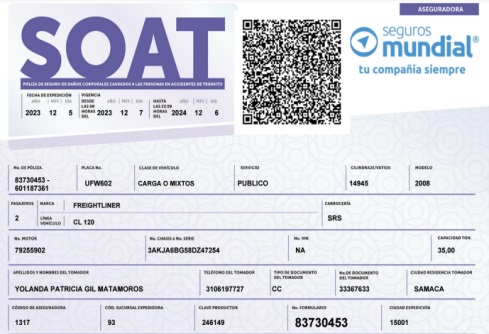 ASEGURADORA
SOAT
seguros
mundial®
tu compañía siempre
PÓLIZA DE SEGURO DE DAÑOS CORPORALES CAUSADOS A LAS PERSONAS EN ACCIDENTES DE TRÁNSITO
FECHA DE EXPEDICIÓN VIGENCIA
AÑO MES DÍA DESDE LAS 00 HORAS DEL AÑO MES DÍA HASTA LAS 23:59 HORAS DEL AÑO MES DÍA
2023 12 5 2023 12 7 2024 12 6
No. DE PÓLIZA PLACA No. CLASE DE VEHÍCULO SERVICIO CILINDRAJE/VATIOS MODELO
83730453 - 601187361 UFW602 CARGA O MIXTOS PUBLICO 14945 2008
PASAJEROS MARCA FREIGHTLINER CARROCERÍA
2 LÍNEA VEHÍCULO CL 120 SRS
No. MOTOR No. CHASIS ó No. SERIE No. VIN CAPACIDAD TON.
79255902 3AKJA6BG58DZ47254 NA 35,00
APELLIDOS Y NOMBRES DEL TOMADOR TELÉFONO DEL TOMADOR TIPO DE DOCUMENTO DEL TOMADOR No. DE DOCUMENTO DEL TOMADOR CIUDAD RESIDENCIA TOMADOR
YOLANDA PATRICIA GIL MATAMOROS 3106197727 CC 33367633 SAMACA
CÓDIGO DE ASEGURADORA CÓD. SUCURSAL EXPEDIDORA CLAVE PRODUCTOR No. FORMULARIO CIUDAD EXPEDICIÓN
1317 93 246149 83730453 15001